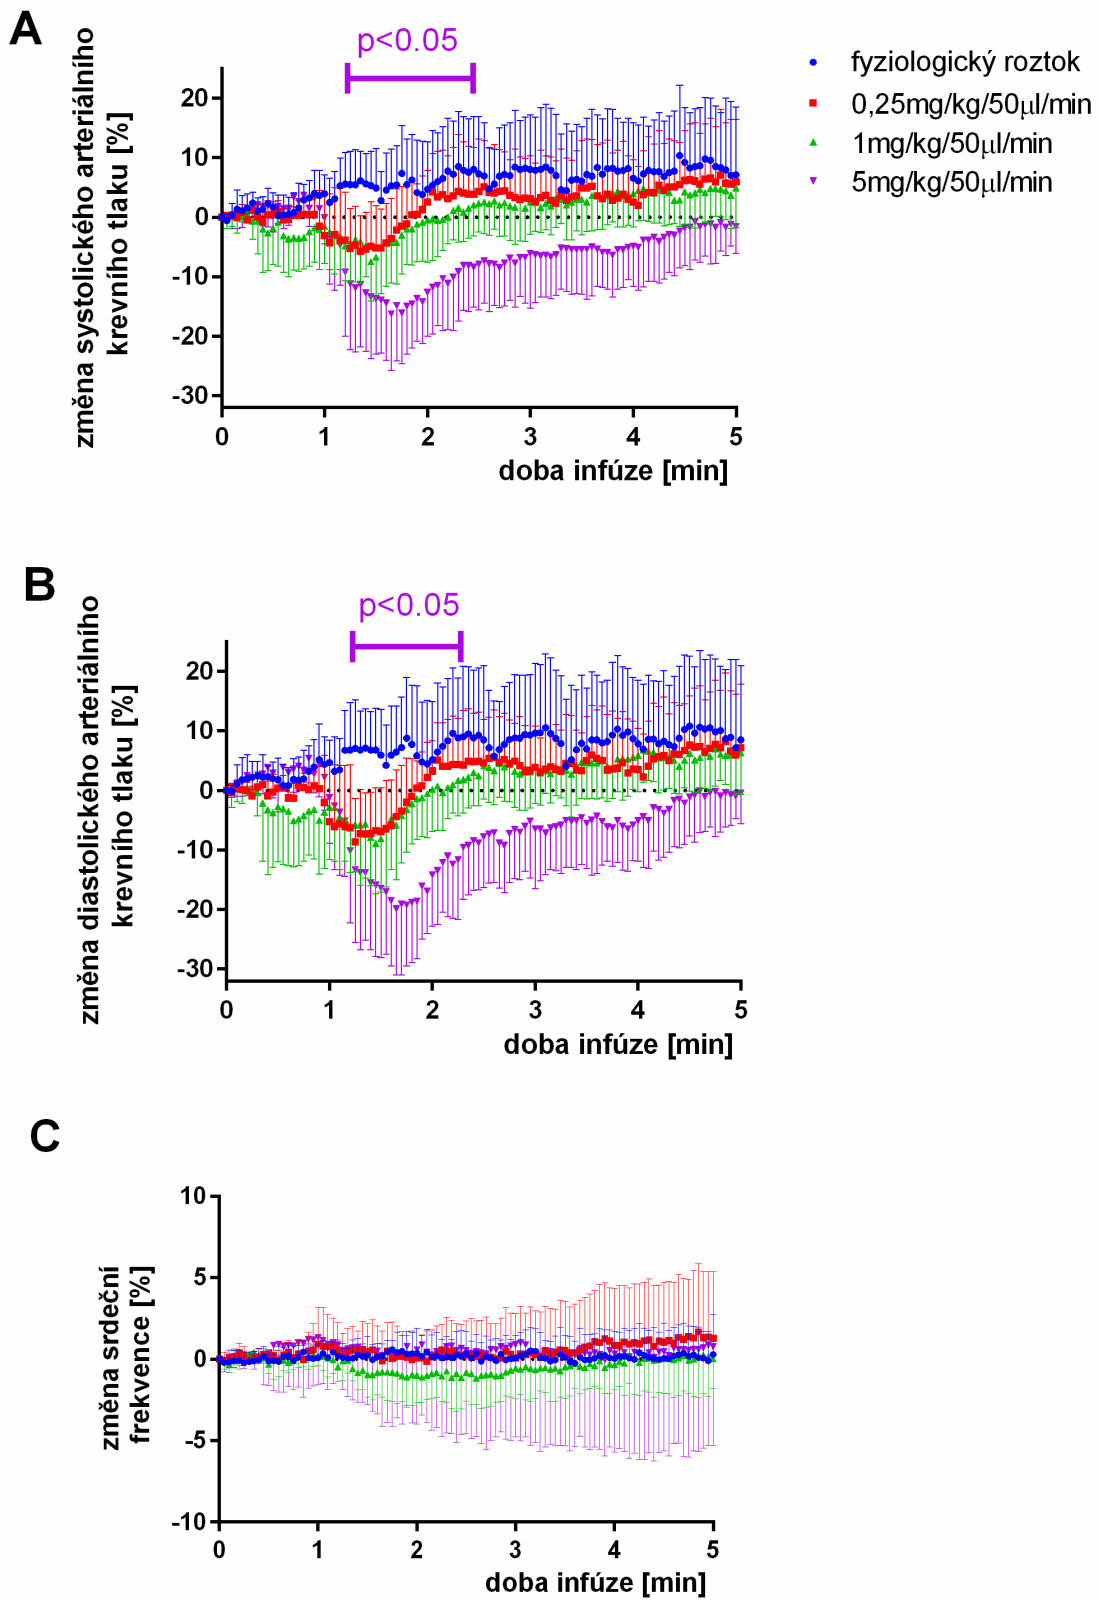 A
změna systolického arteriálního
krevního tlaku [%]
p<0.05
20
10
0
-10
-20
-30
0 1 2 3 4 5
doba infúze [min]
fyziologický roztok
0,25mg/kg/50μl/min
1mg/kg/50μl/min
5mg/kg/50μl/min
B
změna diastolického arteriálního
krevního tlaku [%]
p<0.05
20
10
0
-10
-20
-30
0 1 2 3 4 5
doba infúze [min]
C
změna srdeční
frekvence [%]
10
5
0
-5
-10
0 1 2 3 4 5
doba infúze [min]